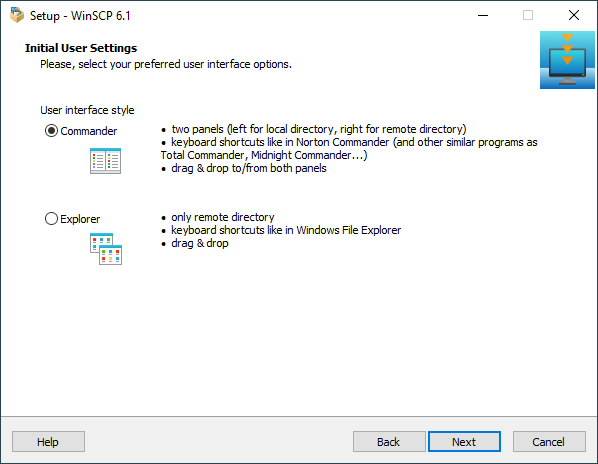 Setup - WinSCP 6.1
Initial User Settings
Please, select your preferred user interface options.
User interface style
Commander
• two panels (left for local directory, right for remote directory)
• keyboard shortcuts like in Norton Commander (and other similar programs as
Total Commander, Midnight Commander...)
• drag & drop to/from both panels
Explorer
• only remote directory
• keyboard shortcuts like in Windows File Explorer
• drag & drop
Help
Back
Next
Cancel